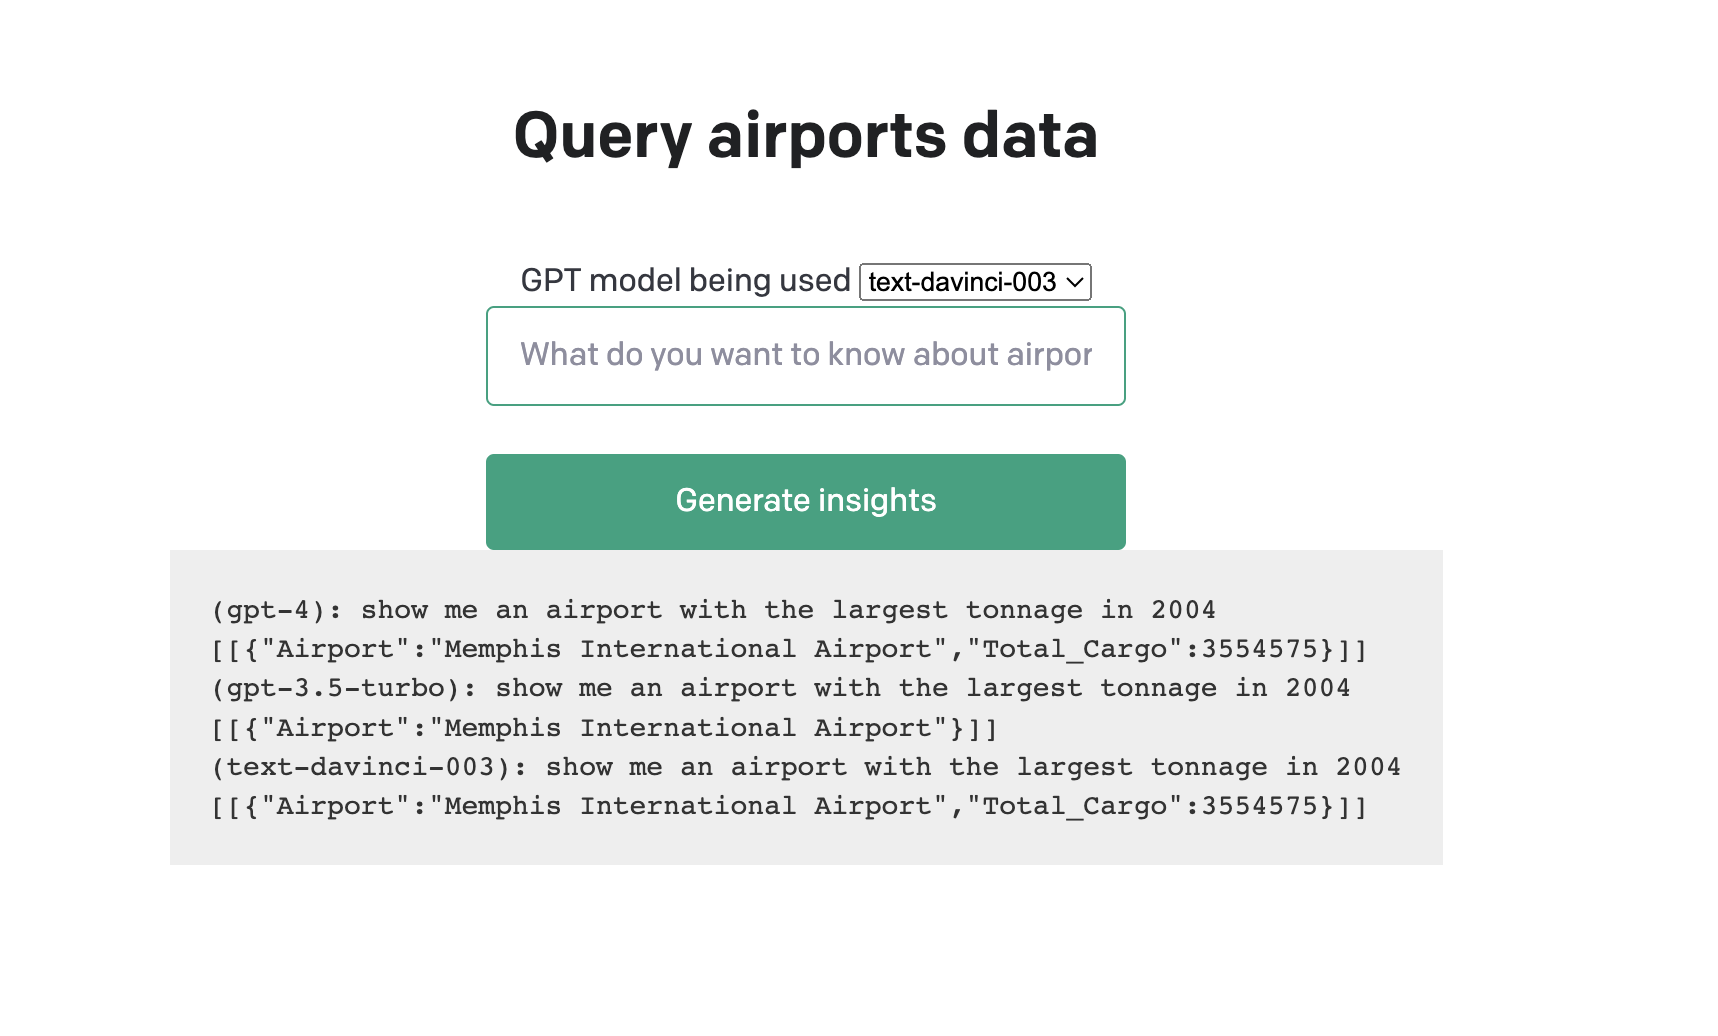 Query airports data
GPT model being used text-davinci-003
What do you want to know about airpor
Generate insights
(gpt-4): show me an airport with the largest tonnage in 2004
[[{"Airport":"Memphis International Airport","Total_Cargo":3554575}]]
(gpt-3.5-turbo): show me an airport with the largest tonnage in 2004
[[{"Airport":"Memphis International Airport"}]]
(text-davinci-003): show me an airport with the largest tonnage in 2004
[[{"Airport":"Memphis International Airport","Total_Cargo":3554575}]]